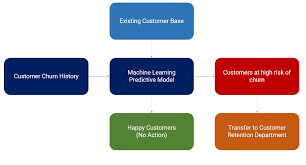 Existing Customer Base
Customer Churn History
Machine Learning
Predictive Model
Customers at high risk of
churn
Happy Customers
(No Action)
Transfer to Customer
Retention Department